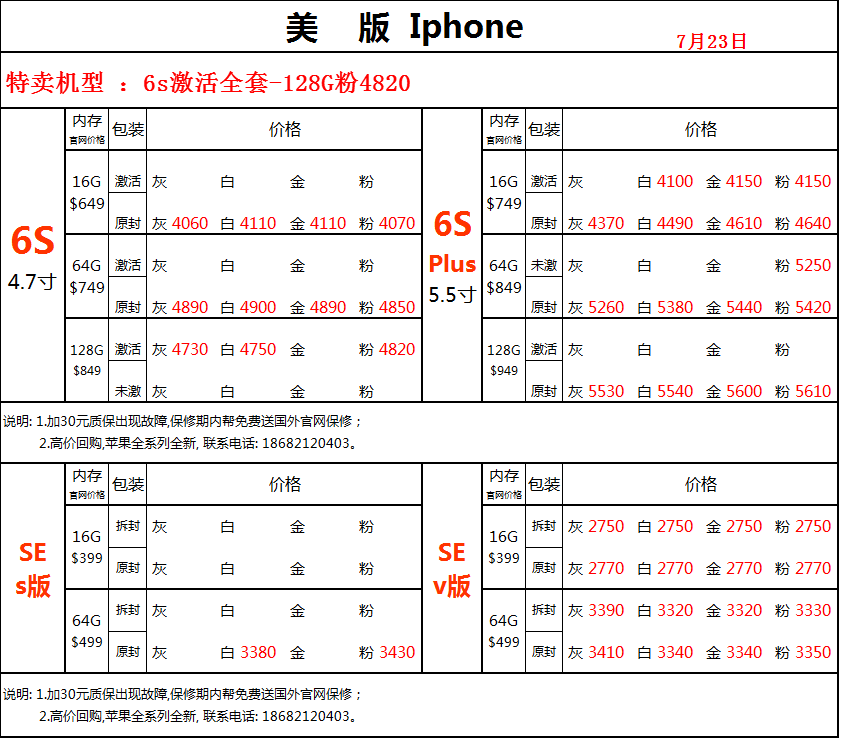 美 版 Iphone
7月23日
特卖机型 ：6s激活全套-128G粉4820
内存 官网价格 包装 价格
6S
4.7寸
16G $649
激活 灰 白 金 粉
原封 灰 4060 白 4110 金 4110 粉 4070
64G $749
激活 灰 白 金 粉
原封 灰 4890 白 4900 金 4890 粉 4850
128G $849
激活 灰 4730 白 4750 金 粉 4820
未激 灰 白 金 粉
内存 官网价格 包装 价格
6S
Plus
5.5寸
16G $749
激活 灰 白 4100 金 4150 粉 4150
原封 灰 4370 白 4490 金 4610 粉 4640
64G $849
未激 灰 白 金 粉 5250
原封 灰 5260 白 5380 金 5440 粉 5420
128G $949
激活 灰 白 金 粉
原封 灰 5530 白 5540 金 5600 粉 5610
说明: 1.加30元质保出现故障,保修期内帮免费送国外官网保修；
2.高价回购,苹果全系列全新, 联系电话: 18682120403。
内存 官网价格 包装 价格
SE
s版
16G $399
拆封 灰 白 金 粉
原封 灰 白 金 粉
64G $499
拆封 灰 白 金 粉
原封 灰 白 3380 金 粉 3430
内存 官网价格 包装 价格
SE
v版
16G $399
拆封 灰 2750 白 2750 金 2750 粉 2750
原封 灰 2770 白 2770 金 2770 粉 2770
64G $499
拆封 灰 3390 白 3320 金 3320 粉 3330
原封 灰 3410 白 3340 金 3340 粉 3350
说明: 1.加30元质保出现故障,保修期内帮免费送国外官网保修；
2.高价回购,苹果全系列全新, 联系电话: 18682120403。